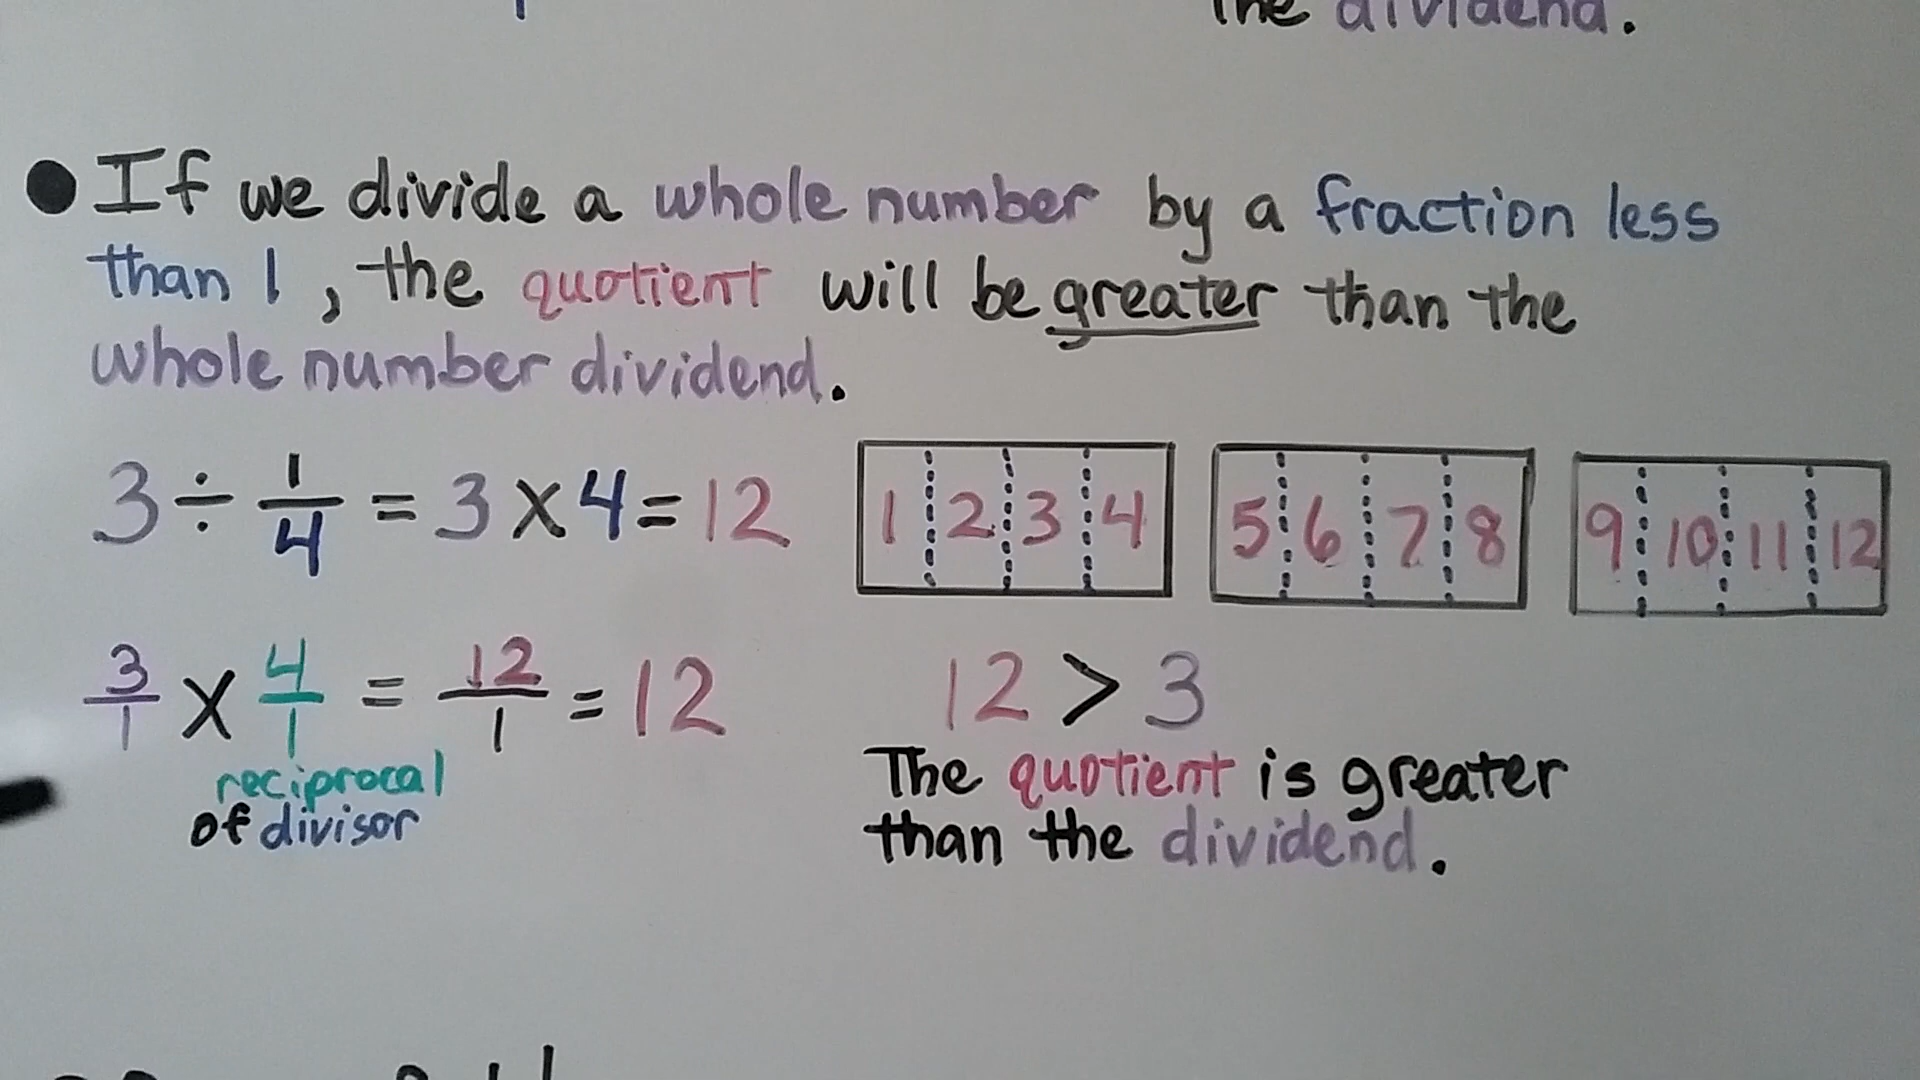 the dividend.
● If we divide a whole number by a fraction less
than 1, the quotient will be greater than the
whole number dividend.
3 ÷ 1/4 = 3 x 4 = 12
1 2 3 4
5 6 7 8
9 10 11 12
3/1 x 4/1 = 12/1 = 12
reciprocal
of divisor
12 > 3
The quotient is greater
than the dividend.